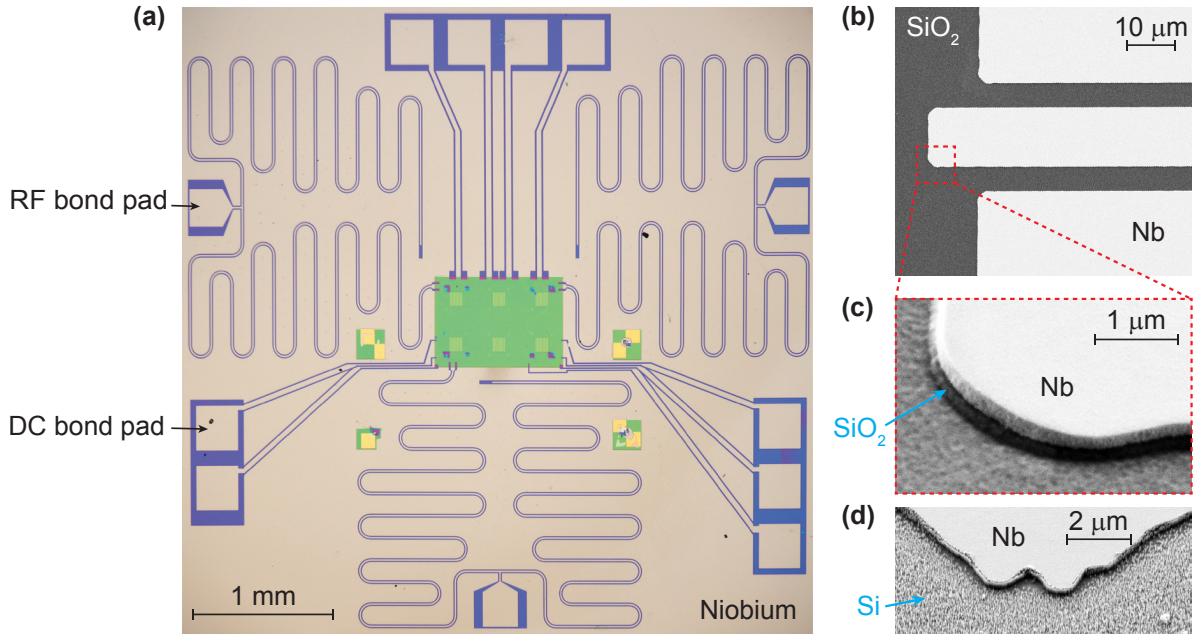 (a)
RF bond pad
DC bond pad
1 mm
Niobium
(b)
SiO₂
10 μm
Nb
(c)
1 μm
Nb
SiO₂
(d)
2 μm
Nb
Si